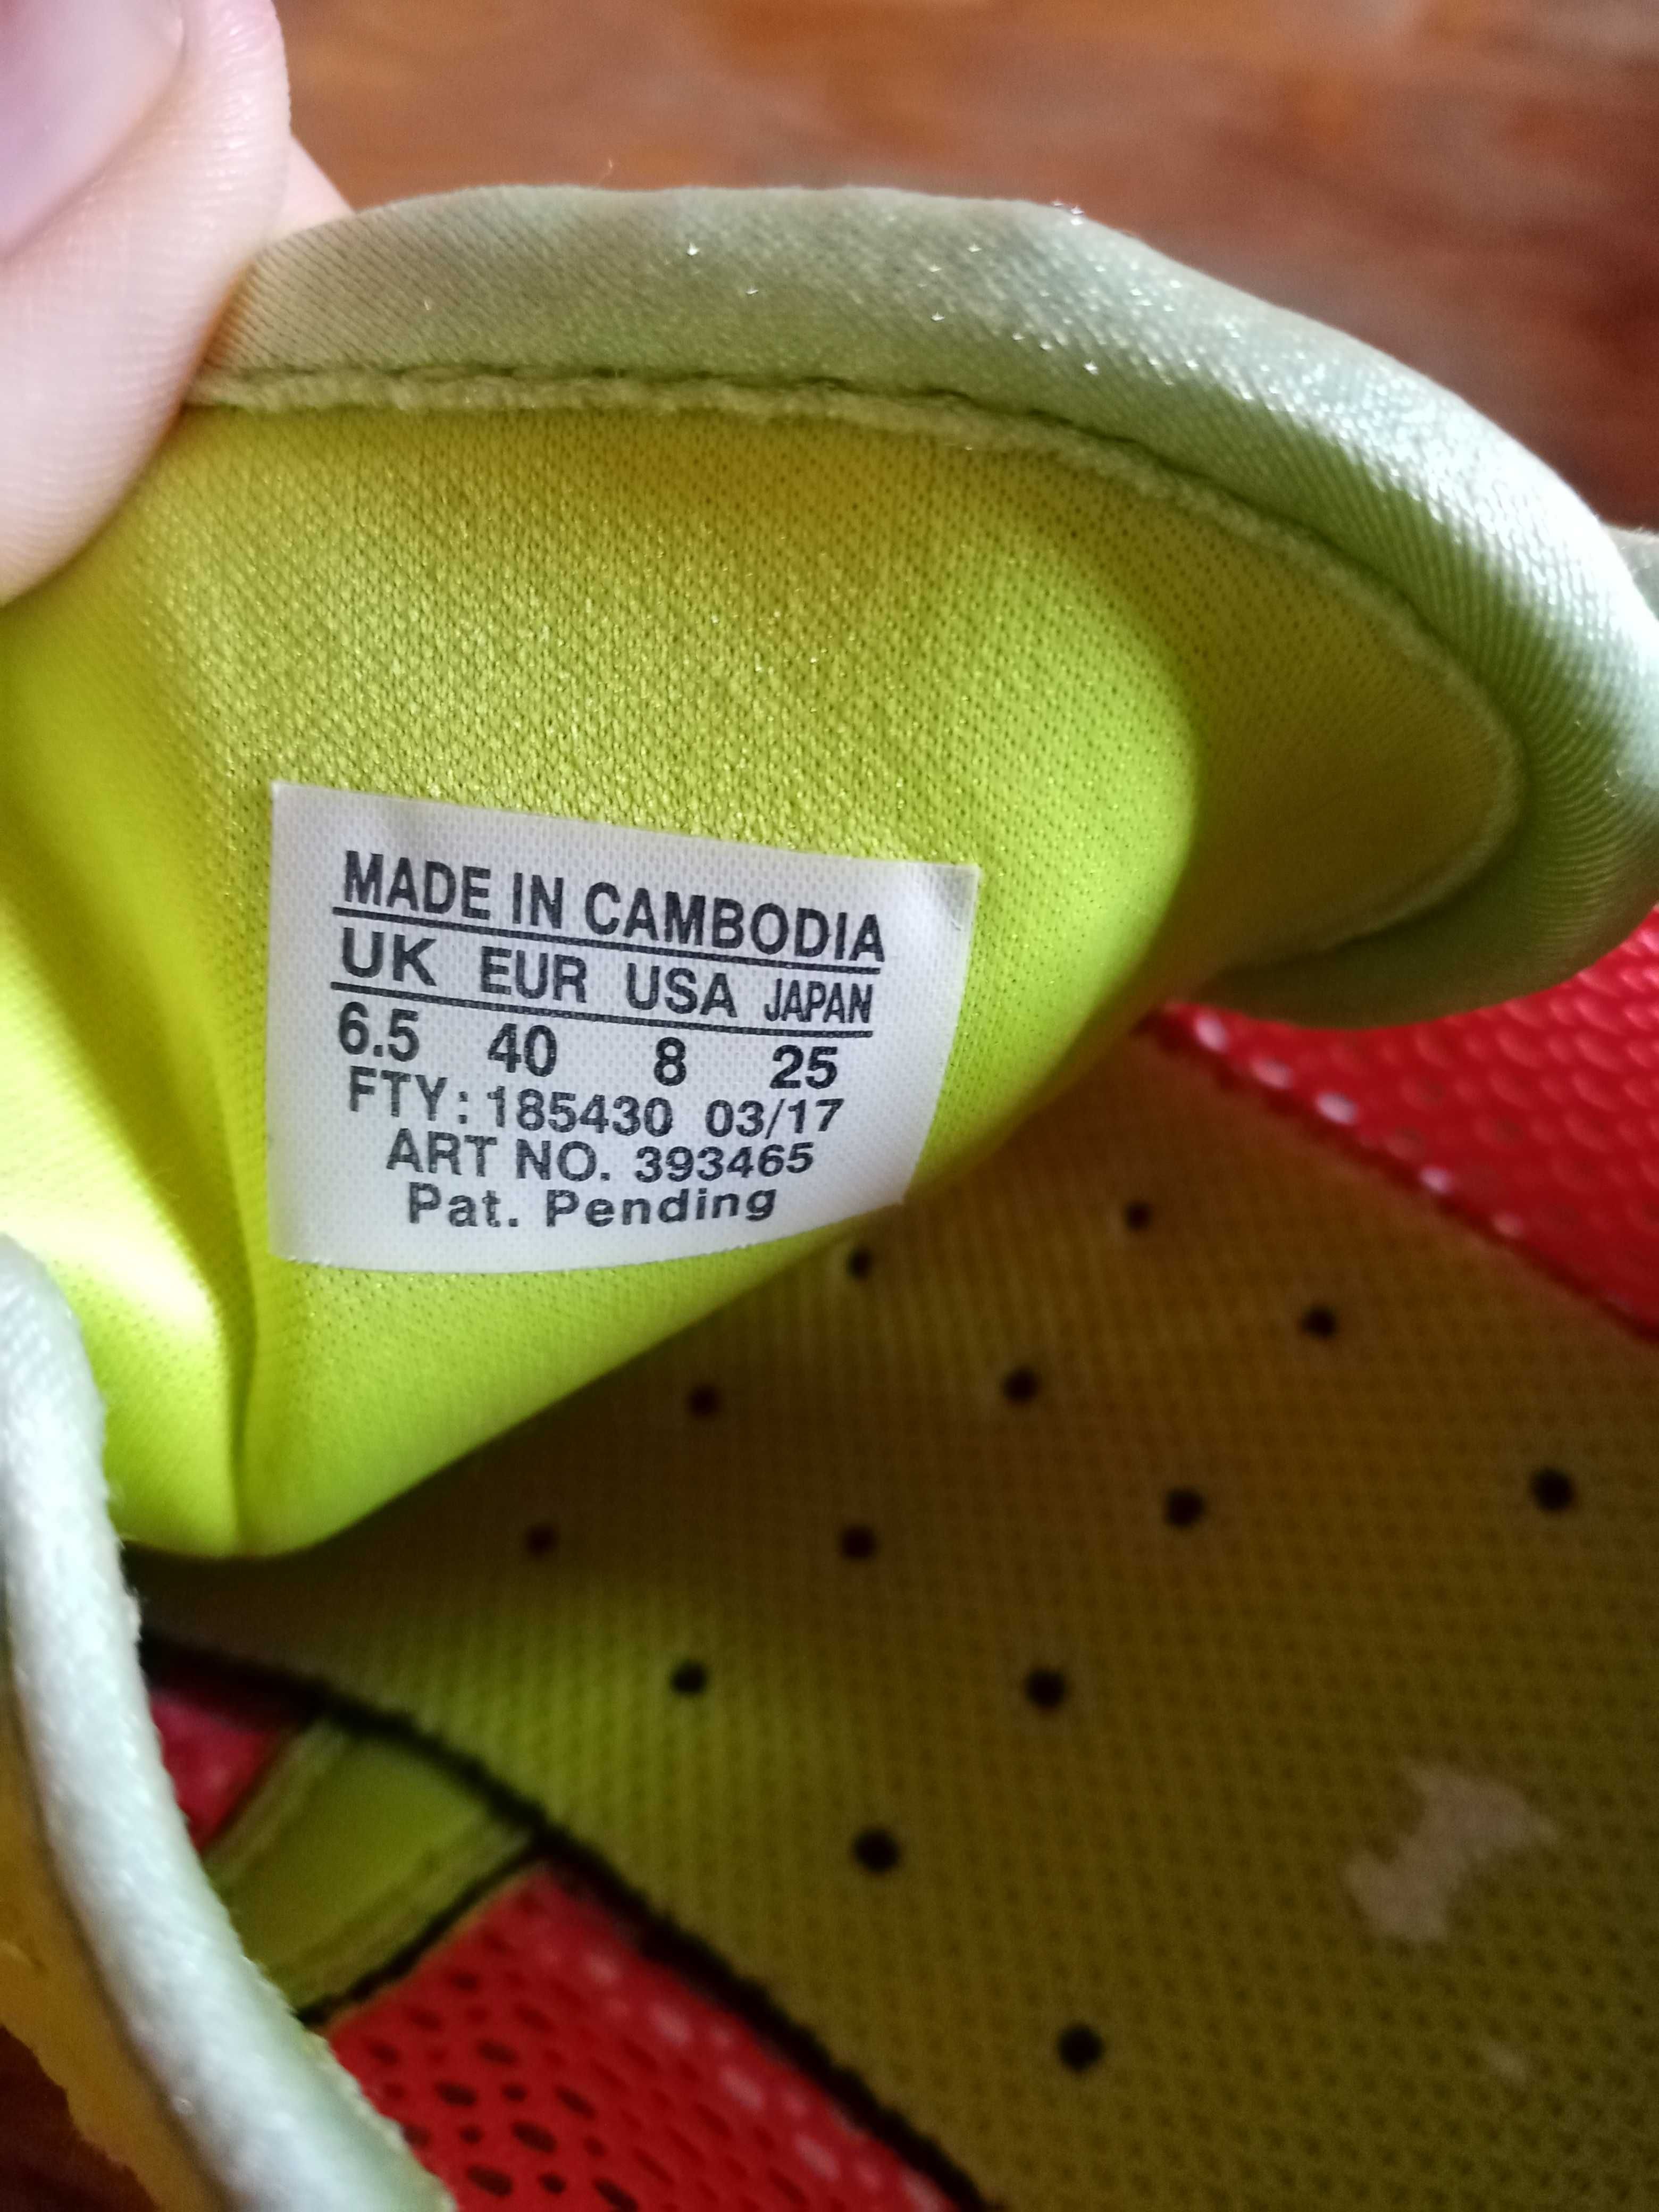 MADE IN CAMBODIA
UK EUR USA JAPAN
6.5 40 8 25
FTY: 185430 03/17
ART NO. 393465
Pat. Pending